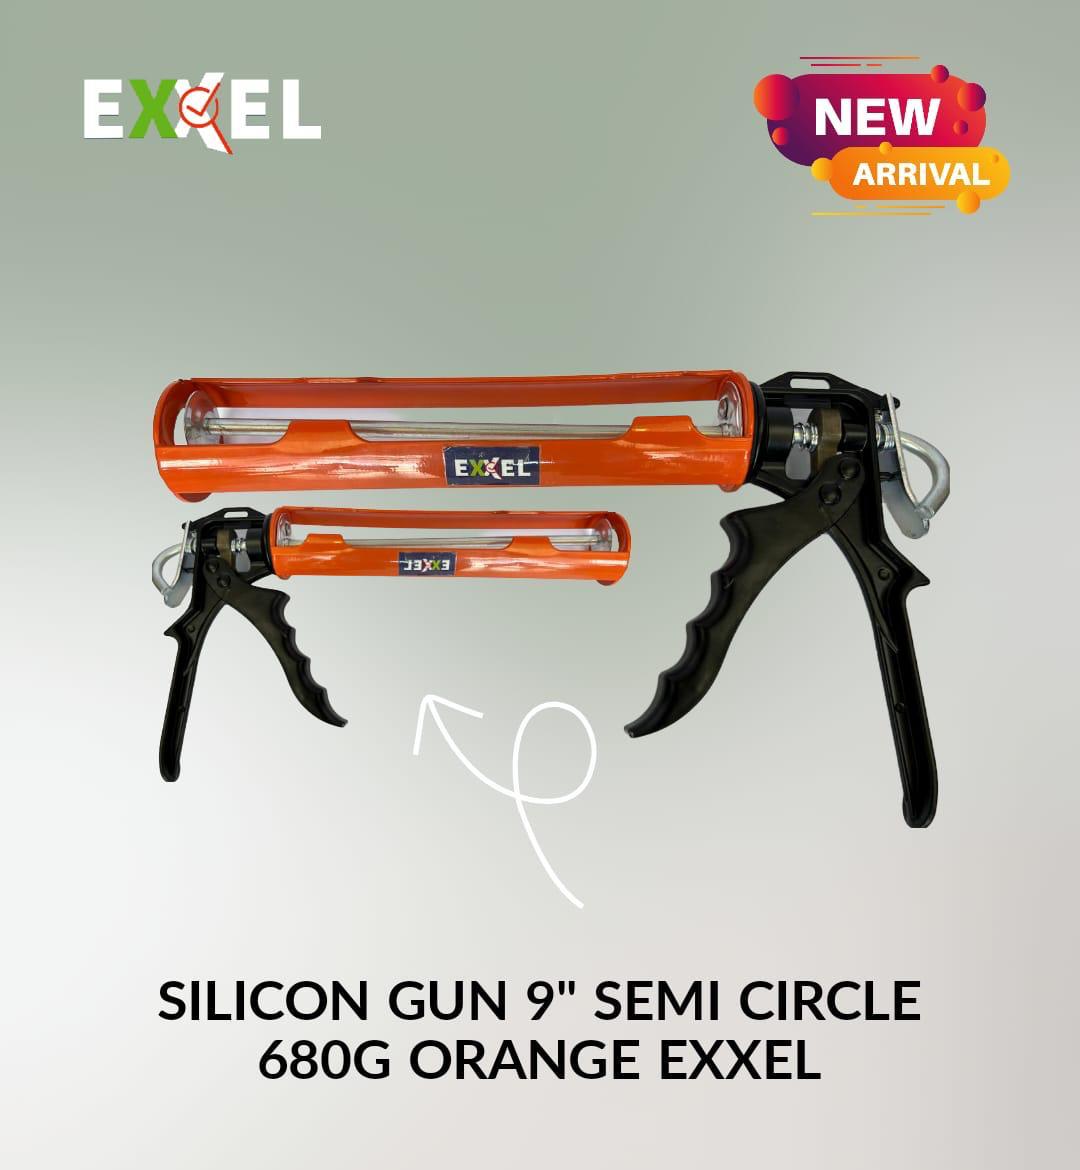 EXXEL
NEW
ARRIVAL
EXXEL
EXXEL
SILICON GUN 9" SEMI CIRCLE
680G ORANGE EXXEL